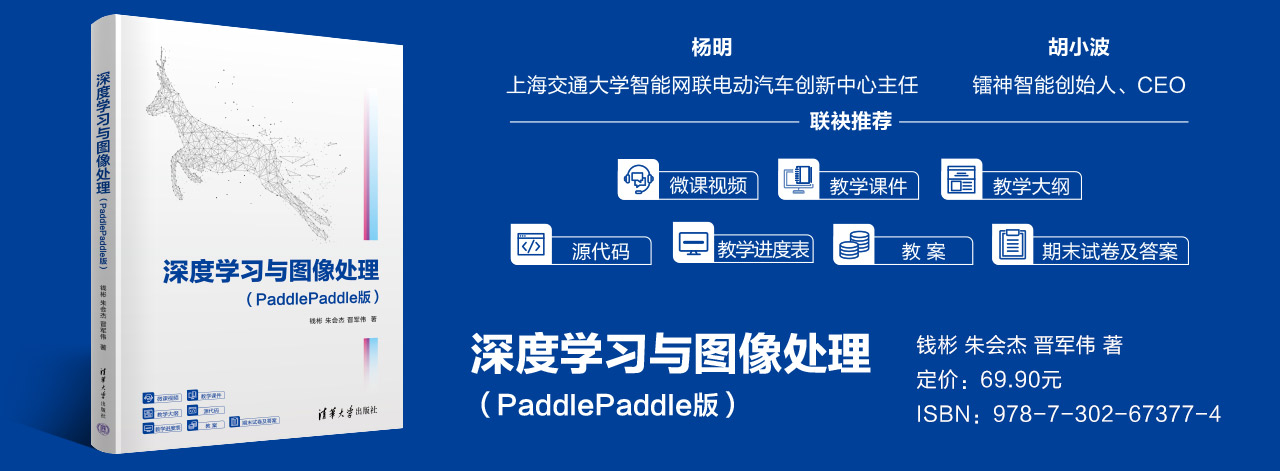 深度学习与图像处理（PaddlePaddle版）
钱彬 朱会杰 晋军伟 著
清华大学出版社
深度学习与图像处理
（PaddlePaddle版）
钱彬 朱会杰 晋军伟 著
微课视频 教学课件
教学大纲 源代码
教学进度表 教 案 期末试卷及答案
清华大学出版社
杨明 胡小波
上海交通大学智能网联电动汽车创新中心主任 镭神智能创始人、CEO
联袂推荐
微课视频 教学课件 教学大纲
源代码 教学进度表 教 案 期末试卷及答案
深度学习与图像处理
（PaddlePaddle版）
钱彬 朱会杰 晋军伟 著
定价：69.90元
ISBN：978-7-302-67377-4